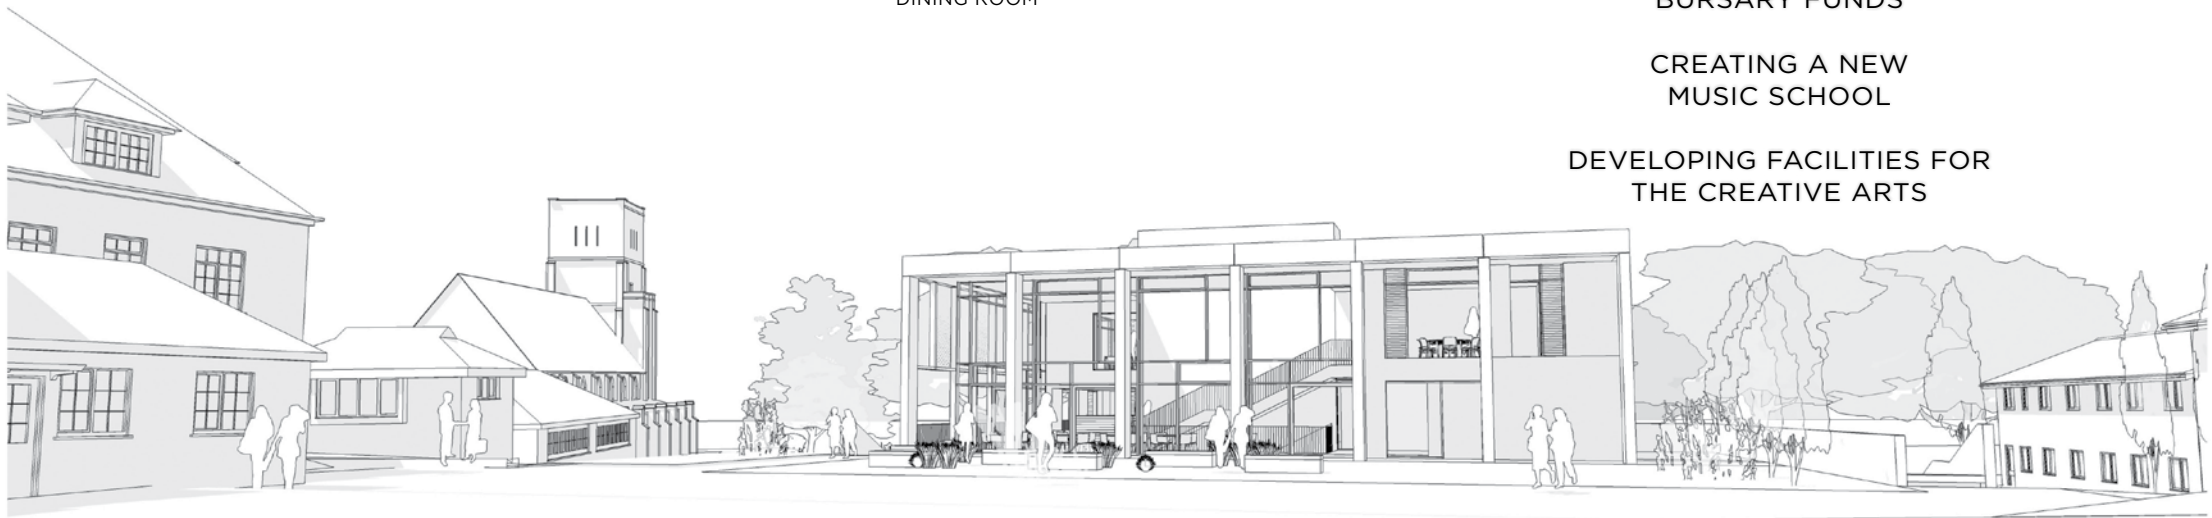 DINING ROOM
BURSARY FUNDS
CREATING A NEW
MUSIC SCHOOL
DEVELOPING FACILITIES FOR
THE CREATIVE ARTS